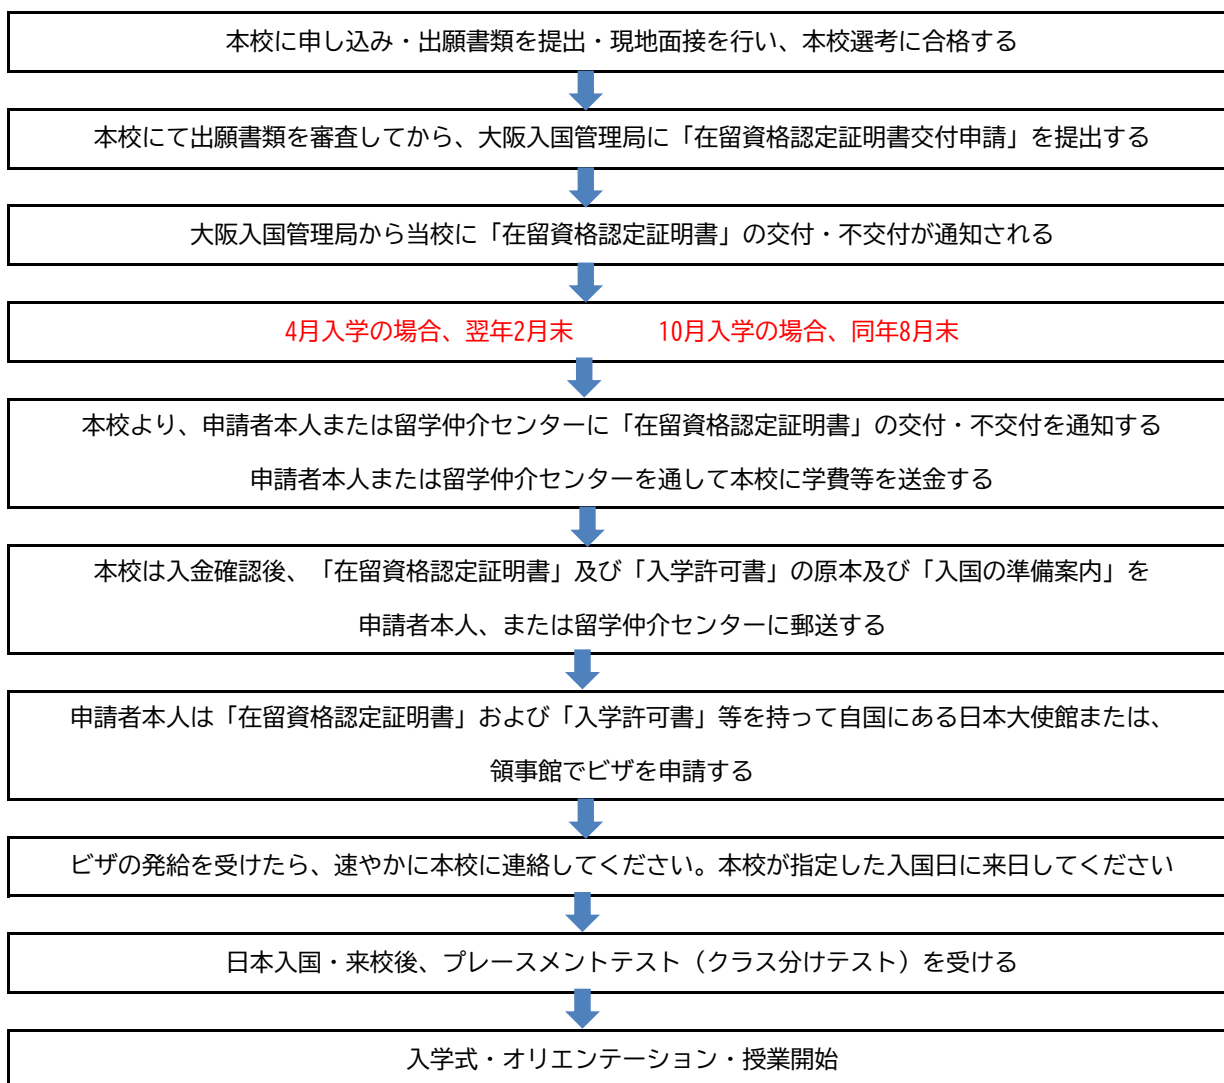 本校に申し込み・出願書類を提出・現地面接を行い、本校選考に合格する
本校にて出願書類を審査してから、大阪入国管理局に「在留資格認定証明書交付申請」を提出する
大阪入国管理局から当校に「在留資格認定証明書」の交付・不交付が通知される
4月入学の場合、翌年2月末　　　10月入学の場合、同年8月末
本校より、申請者本人または留学仲介センターに「在留資格認定証明書」の交付・不交付を通知する
申請者本人または留学仲介センターを通して本校に学費等を送金する
本校は入金確認後、「在留資格認定証明書」及び「入学許可書」の原本及び「入国の準備案内」を
申請者本人、または留学仲介センターに郵送する
申請者本人は「在留資格認定証明書」および「入学許可書」等を持って自国にある日本大使館または、
領事館でビザを申請する
ビザの発給を受けたら、速やかに本校に連絡してください。本校が指定した入国日に来日してください
日本入国・来校後、プレースメントテスト（クラス分けテスト）を受ける
入学式・オリエンテーション・授業開始